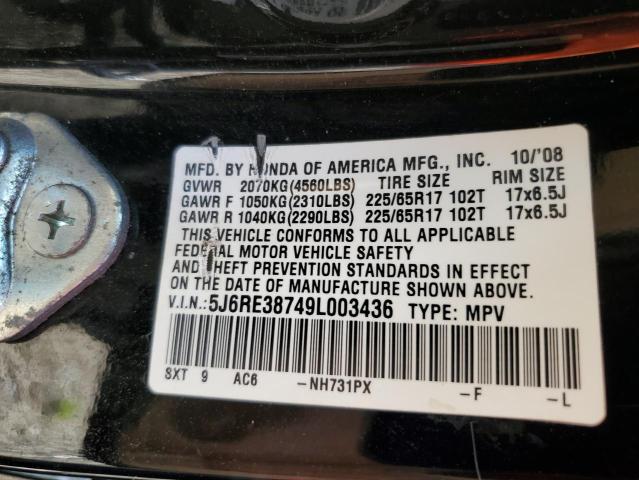 MFD. BY HONDA OF AMERICA MFG., INC. 10/'08
GVWR 2070KG(4560LBS) TIRE SIZE RIM SIZE
GAWR F 1050KG(2310LBS) 225/65R17 102T 17x6.5J
GAWR R 1040KG(2290LBS) 225/65R17 102T 17x6.5J
THIS VEHICLE CONFORMS TO ALL APPLICABLE
FEDERAL MOTOR VEHICLE SAFETY
AND THEFT PREVENTION STANDARDS IN EFFECT
ON THE DATE OF MANUFACTURE SHOWN ABOVE.
V.I.N.:5J6RE38749L003436 TYPE: MPV
SXT 9 AC6 -NH731PX -F -L